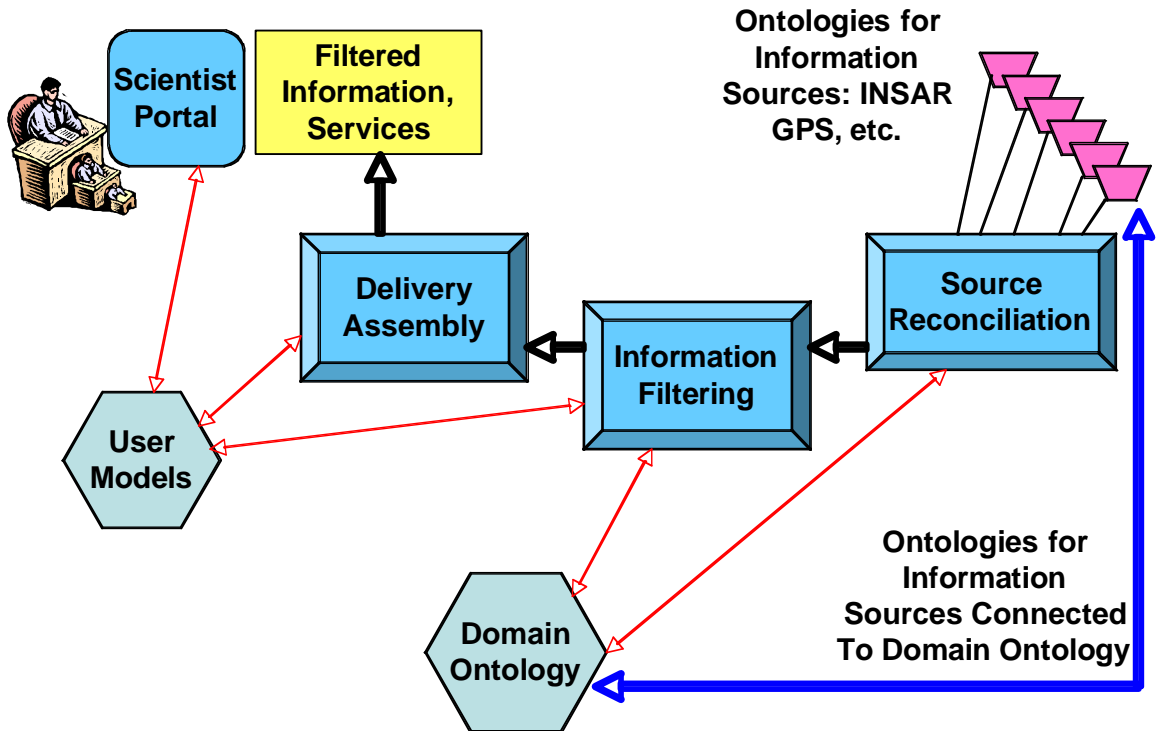 Scientist
Portal
Filtered
Information,
Services
Ontologies for
Information
Sources: INSAR
GPS, etc.
Delivery
Assembly
Source
Reconciliation
Information
Filtering
User
Models
Domain
Ontology
Ontologies for
Information
Sources Connected
To Domain Ontology